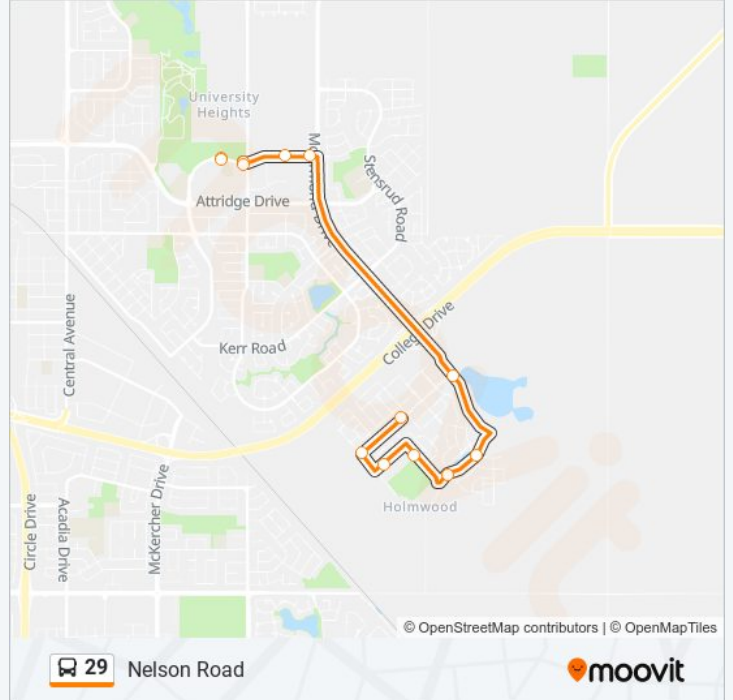 University
Heights
Stensrud Road
Attridge Drive
College Drive
Central Avenue
Kerr Road
McKercher Drive
Circle Drive
Acadia Drive
Holmwood
© OpenStreetMap contributors | © OpenMapTiles
29 Nelson Road
moovit